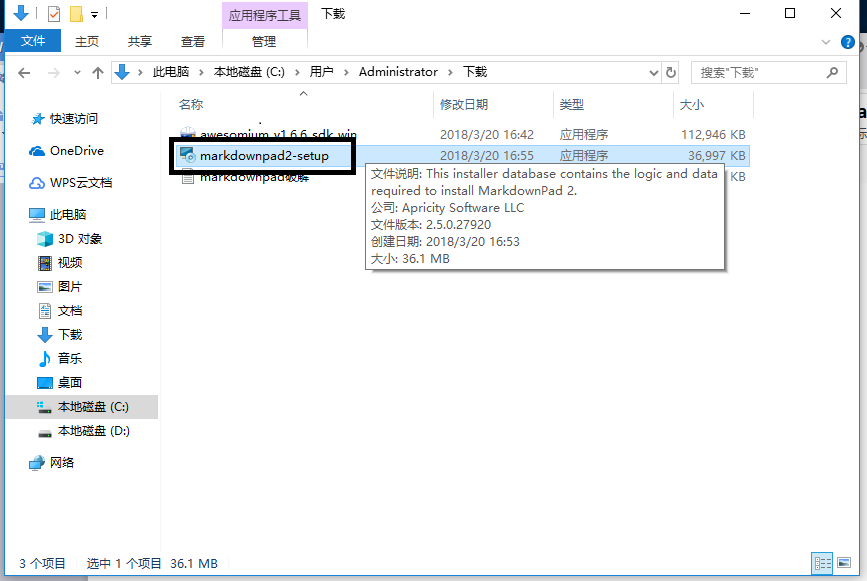 应用程序工具
下载
文件
主页
共享
查看
管理
此电脑 > 本地磁盘 (C:) > 用户 > Administrator > 下载
搜索"下载"
名称
修改日期
类型
大小
awesomium_v1.6.6_sdk_win
2018/3/20 16:42
应用程序
112,946 KB
markdownpad2-setup
2018/3/20 16:55
应用程序
36,997 KB
markdownpad破解
KB
文件说明: This installer database contains the logic and data
required to install MarkdownPad 2.
公司: Apricity Software LLC
文件版本: 2.5.0.27920
创建日期: 2018/3/20 16:53
大小: 36.1 MB
快速访问
OneDrive
WPS云文档
此电脑
3D 对象
视频
图片
文档
下载
音乐
桌面
本地磁盘 (C:)
本地磁盘 (D:)
网络
3 个项目
选中 1 个项目 36.1 MB